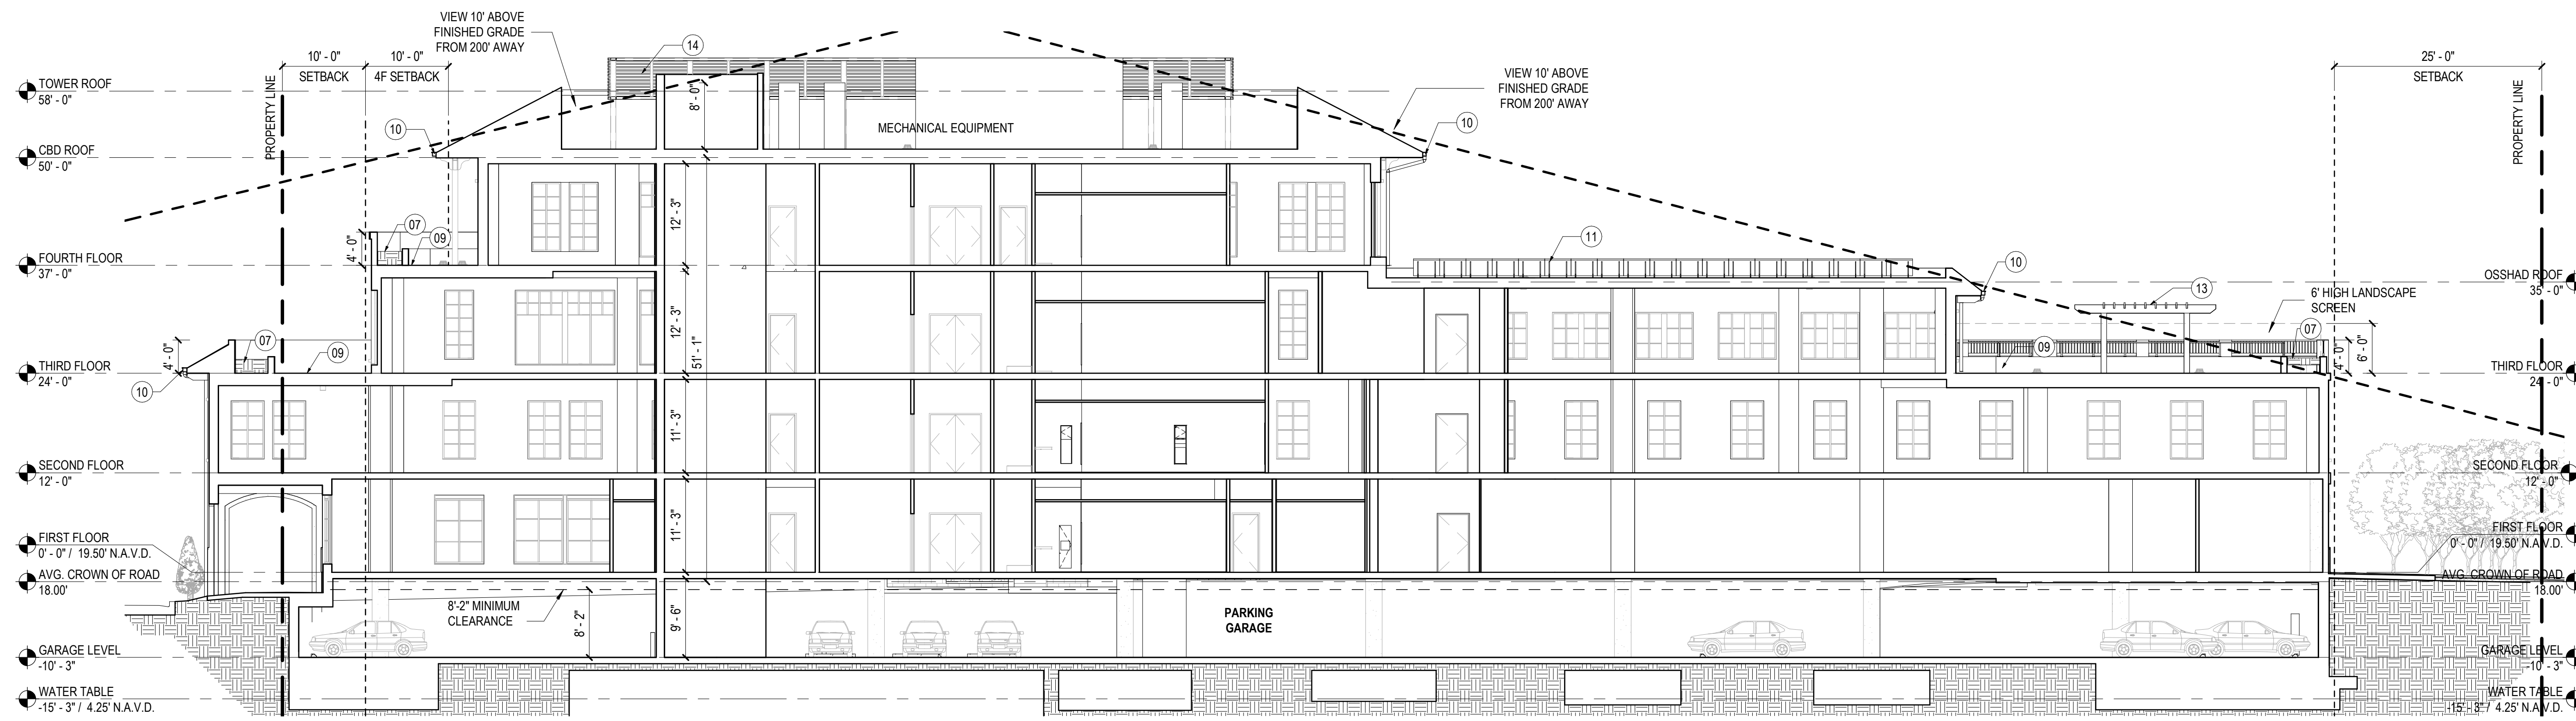 VIEW 10' ABOVE
FINISHED GRADE
FROM 200' AWAY
10' - 0"
SETBACK
10' - 0"
4F SETBACK
PROPERTY LINE
14
8' - 0"
MECHANICAL EQUIPMENT
VIEW 10' ABOVE
FINISHED GRADE
FROM 200' AWAY
10
10
25' - 0"
SETBACK
PROPERTY LINE
TOWER ROOF
58' - 0"
CBD ROOF
50' - 0"
FOURTH FLOOR
37' - 0"
THIRD FLOOR
24' - 0"
SECOND FLOOR
12' - 0"
FIRST FLOOR
0' - 0" / 19.50' N.A.V.D.
AVG. CROWN OF ROAD
18.00'
GARAGE LEVEL
-10' - 3"
WATER TABLE
-15' - 3" / 4.25' N.A.V.D.
4' - 0"
07
09
4' - 0"
07
09
10
12' - 3"
12' - 3"
51' - 1"
11' - 3"
11' - 3"
9' - 6"
8'-2" MINIMUM
CLEARANCE
8' - 2"
PARKING
GARAGE
11
10
13
6' HIGH LANDSCAPE
SCREEN
07
09
4' - 0"
6' - 0"
OSSHAD ROOF
35' - 0"
THIRD FLOOR
24' - 0"
SECOND FLOOR
12' - 0"
FIRST FLOOR
0' - 0" / 19.50' N.A.V.D.
AVG. CROWN OF ROAD
18.00'
GARAGE LEVEL
-10' - 3"
WATER TABLE
-15' - 3" / 4.25' N.A.V.D.